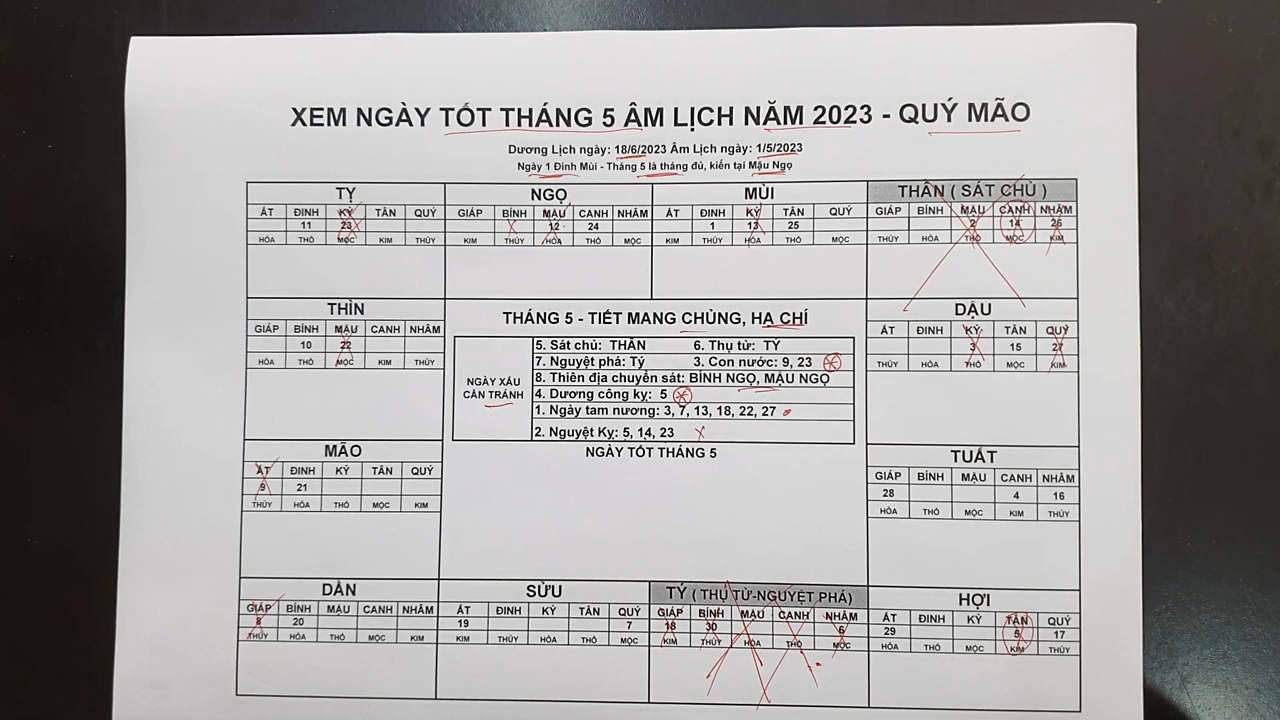 XEM NGÀY TỐT THÁNG 5 ÂM LỊCH NĂM 2023 - QUÝ MÃO
Dương Lịch ngày: 18/6/2023 Âm Lịch ngày: 1/5/2023
Ngày 1 Đinh Mùi - Tháng 5 là tháng đủ, kiến tại Mậu Ngọ
TỴ
ẤT ĐINH KỶ TÂN QUÝ
11 23
HỎA THỔ MỘC KIM THỦY
NGỌ
GIÁP BÍNH MẬU CANH NHÂM
12 24
KIM THỦY HỎA THỔ MỘC
MÙI
ẤT ĐINH KỶ TÂN QUÝ
1 13 25
KIM THỦY HỎA THỔ MỘC
THÂN ( SÁT CHỦ )
GIÁP BÍNH MẬU CANH NHÂM
2 14 26
THỦY HỎA THỔ MỘC KIM
THÌN
GIÁP BÍNH MẬU CANH NHÂM
10 22
HỎA THỔ MỘC KIM THỦY
THÁNG 5 - TIẾT MANG CHỦNG, HẠ CHÍ
NGÀY XẤU
CẦN TRÁNH
5. Sát chủ: THÂN 6. Thụ tử: TÝ
7. Nguyệt phá: Tý 3. Con nước: 9, 23
8. Thiên địa chuyển sát: BÍNH NGỌ, MẬU NGỌ
4. Dương công kỵ: 5
1. Ngày tam nương: 3, 7, 13, 18, 22, 27
2. Nguyệt Kỵ: 5, 14, 23
NGÀY TỐT THÁNG 5
DẬU
ẤT ĐINH KỶ TÂN QUÝ
3 15 27
THỦY HỎA THỔ MỘC KIM
MÃO
ẤT ĐINH KỶ TÂN QUÝ
9 21
THỦY HỎA THỔ MỘC KIM
TUẤT
GIÁP BÍNH MẬU CANH NHÂM
28 4 16
HỎA THỔ MỘC KIM THỦY
DẦN
GIÁP BÍNH MẬU CANH NHÂM
8 20
THỦY HỎA THỔ MỘC KIM
SỬU
ẤT ĐINH KỶ TÂN QUÝ
19 7
KIM THỦY HỎA THỔ MỘC
TÝ ( THỤ TỬ-NGUYỆT PHÁ)
GIÁP BÍNH MẬU CANH NHÂM
18 30 6
KIM THỦY HỎA THỔ MỘC
HỢI
ẤT ĐINH KỶ TÂN QUÝ
29 5 17
HỎA THỔ MỘC KIM THỦY